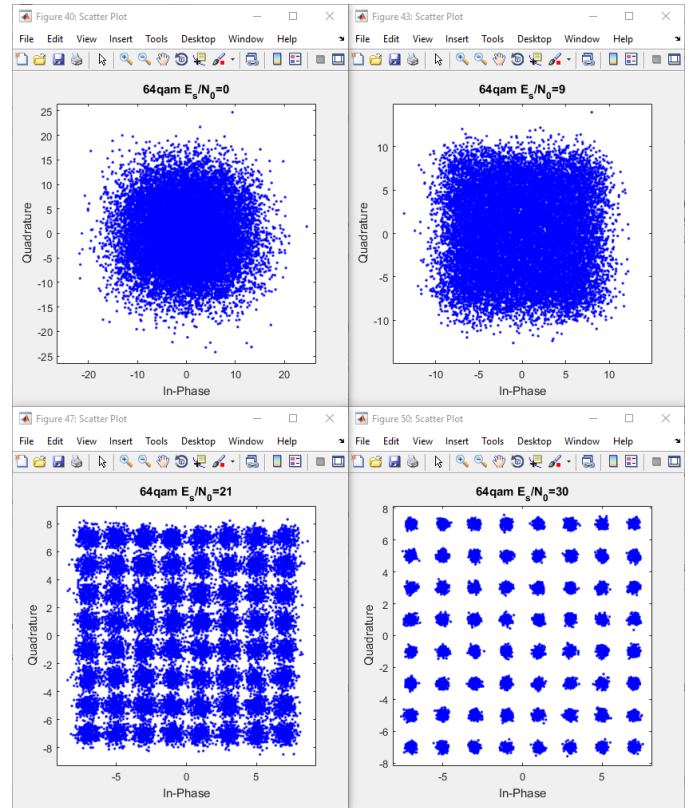 Figure 40: Scatter Plot
File Edit View Insert Tools Desktop Window Help
64qam E_s/N_0=0
25
20
15
10
5
0
-5
-10
-15
-20
-25
Quadrature
-20 -10 0 10 20
In-Phase
Figure 43: Scatter Plot
File Edit View Insert Tools Desktop Window Help
64qam E_s/N_0=9
10
5
0
-5
-10
Quadrature
-10 -5 0 5 10
In-Phase
Figure 47: Scatter Plot
File Edit View Insert Tools Desktop Window Help
64qam E_s/N_0=21
8
6
4
2
0
-2
-4
-6
-8
Quadrature
-5 0 5
In-Phase
Figure 50: Scatter Plot
File Edit View Insert Tools Desktop Window Help
64qam E_s/N_0=30
8
6
4
2
0
-2
-4
-6
-8
Quadrature
-5 0 5
In-Phase